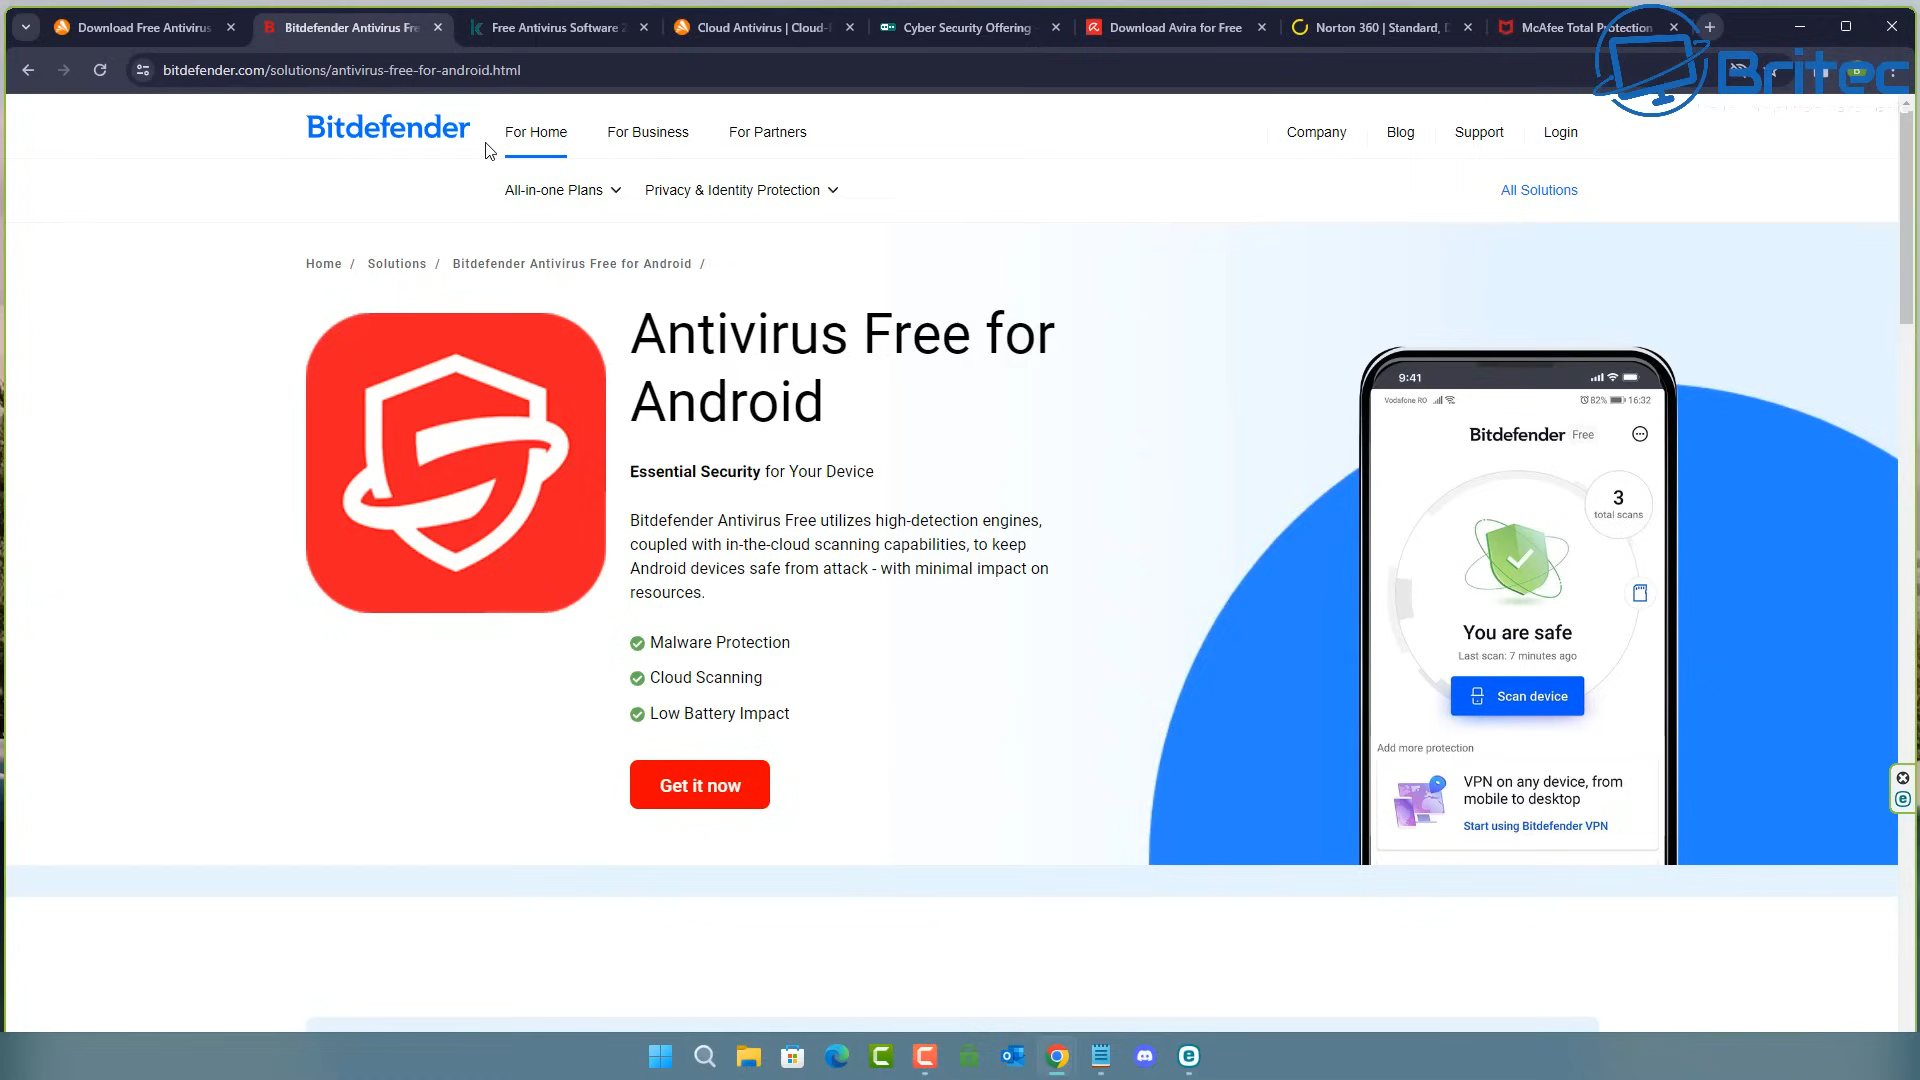 Download Free Antivirus
Bitdefender Antivirus Fre
Free Antivirus Software 2
Cloud Antivirus | Cloud-
Cyber Security Offering
Download Avira for Free
Norton 360 | Standard, D
McAfee Total Protection
bitdefender.com/solutions/antivirus-free-for-android.html
Britec
Bitdefender
For Home
For Business
For Partners
Company
Blog
Support
Login
All-in-one Plans
Privacy & Identity Protection
All Solutions
Home / Solutions / Bitdefender Antivirus Free for Android /
Antivirus Free for
Android
Essential Security for Your Device
Bitdefender Antivirus Free utilizes high-detection engines,
coupled with in-the-cloud scanning capabilities, to keep
Android devices safe from attack - with minimal impact on
resources.
Malware Protection
Cloud Scanning
Low Battery Impact
Get it now
9:41
Vodafone RO
82%
16:32
Bitdefender Free
3
total scans
You are safe
Last scan: 7 minutes ago
Scan device
Add more protection
VPN on any device, from
mobile to desktop
Start using Bitdefender VPN